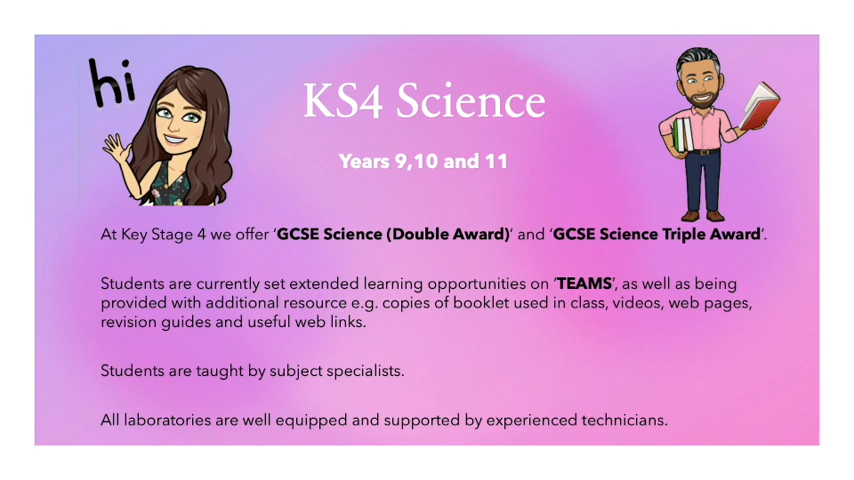 hi
KS4 Science
Years 9,10 and 11
At Key Stage 4 we offer ‘GCSE Science (Double Award)’ and ‘GCSE Science Triple Award’.
Students are currently set extended learning opportunities on ‘TEAMS’, as well as being
provided with additional resource e.g. copies of booklet used in class, videos, web pages,
revision guides and useful web links.
Students are taught by subject specialists.
All laboratories are well equipped and supported by experienced technicians.